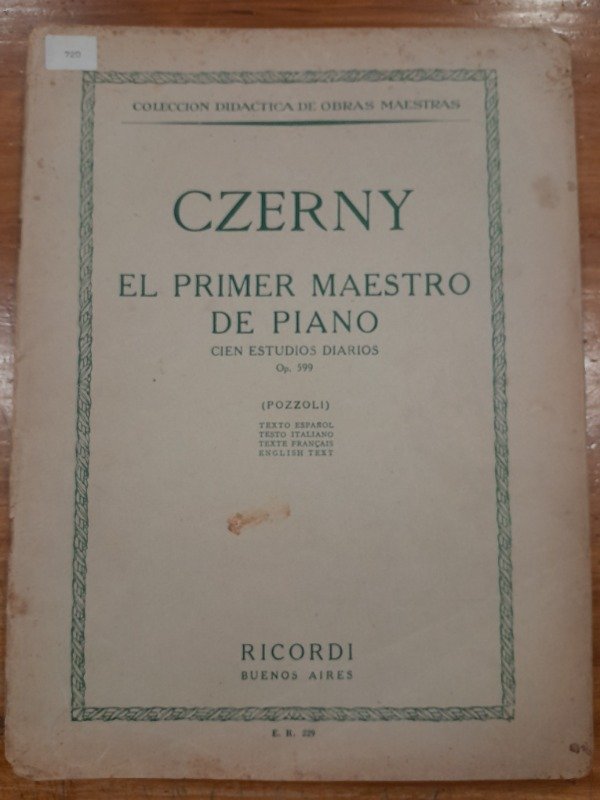 COLECCION DIDACTICA DE OBRAS MAESTRAS
CZERNY
EL PRIMER MAESTRO
DE PIANO
CIEN ESTUDIOS DIARIOS
Op. 599
(POZZOLI)
TEXTO ESPAÑOL
TESTO ITALIANO
TEXTE FRANÇAIS
ENGLISH TEXT
RICORDI
BUENOS AIRES
E. R. 229